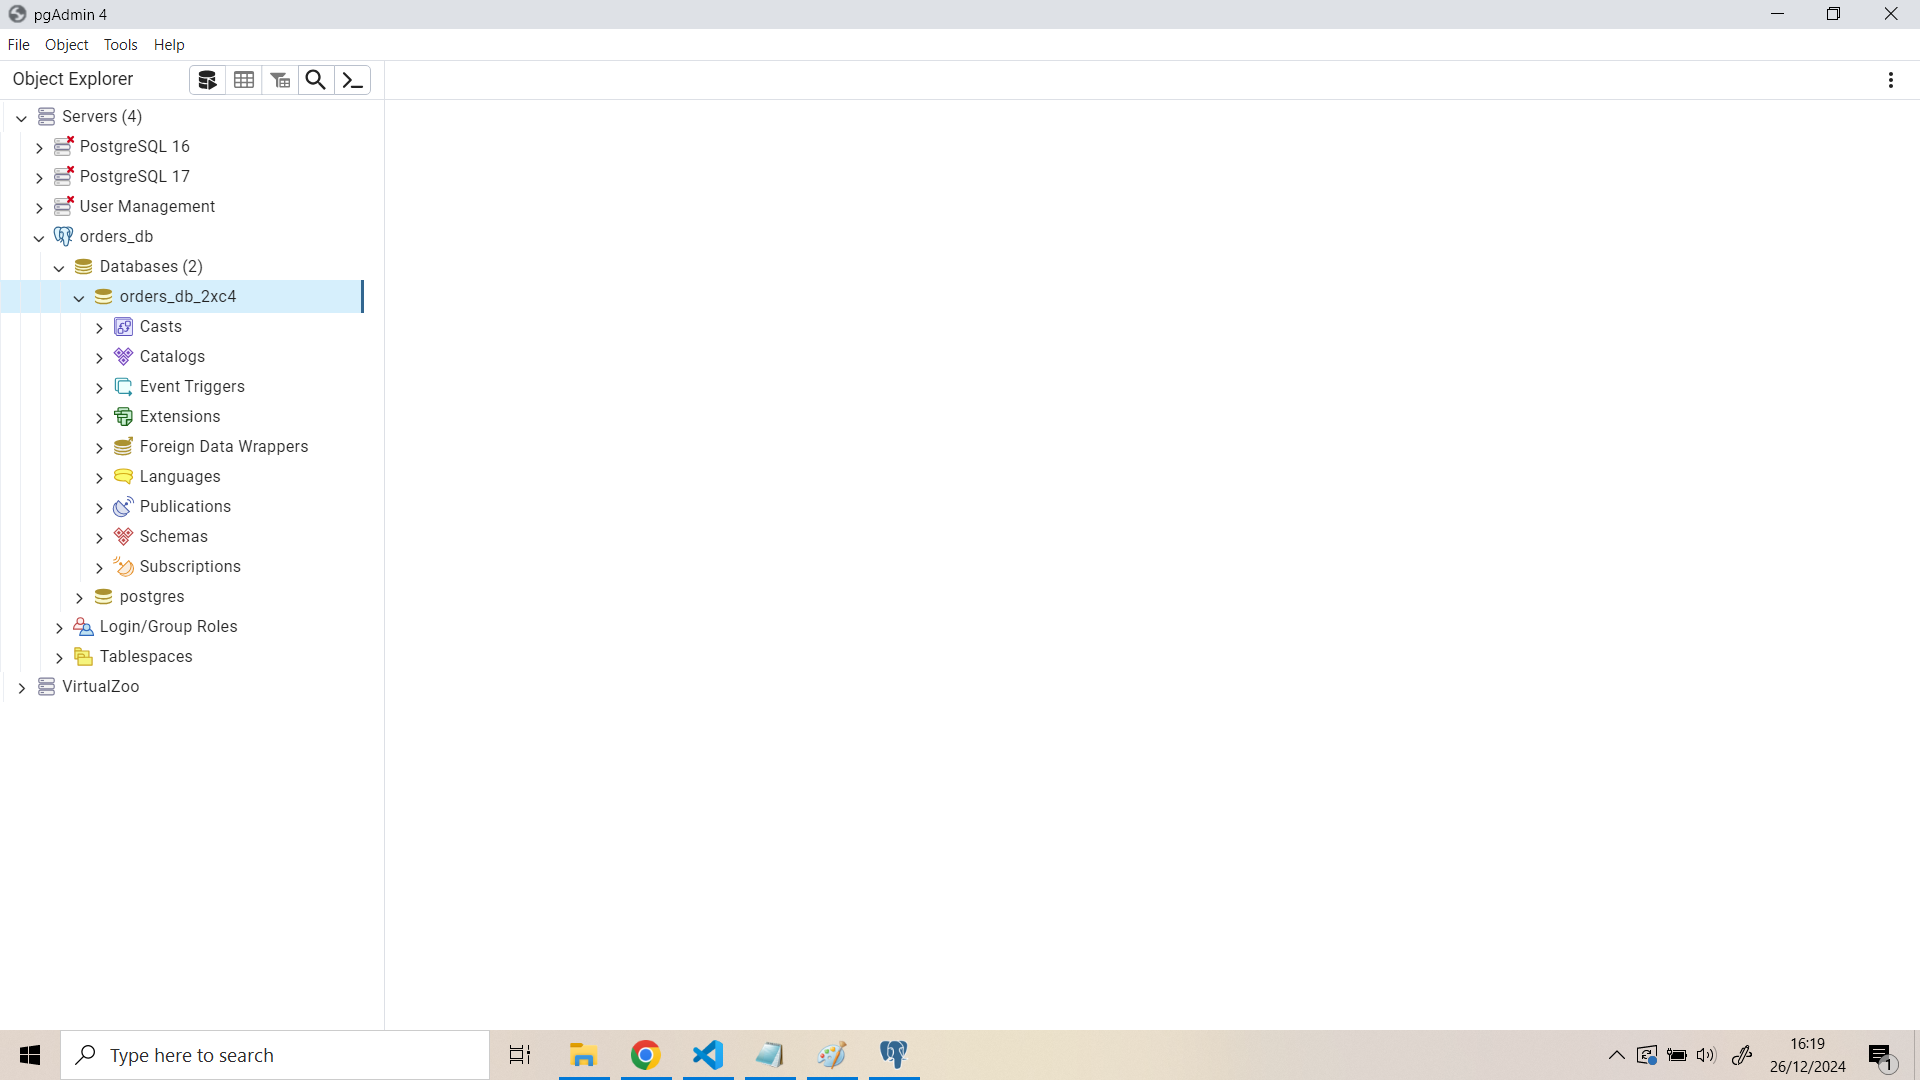 pgAdmin 4
File Object Tools Help
Object Explorer
Servers (4)
PostgreSQL 16
PostgreSQL 17
User Management
orders_db
Databases (2)
orders_db_2xc4
Casts
Catalogs
Event Triggers
Extensions
Foreign Data Wrappers
Languages
Publications
Schemas
Subscriptions
postgres
Login/Group Roles
Tablespaces
VirtualZoo
Type here to search
16:19
26/12/2024
1